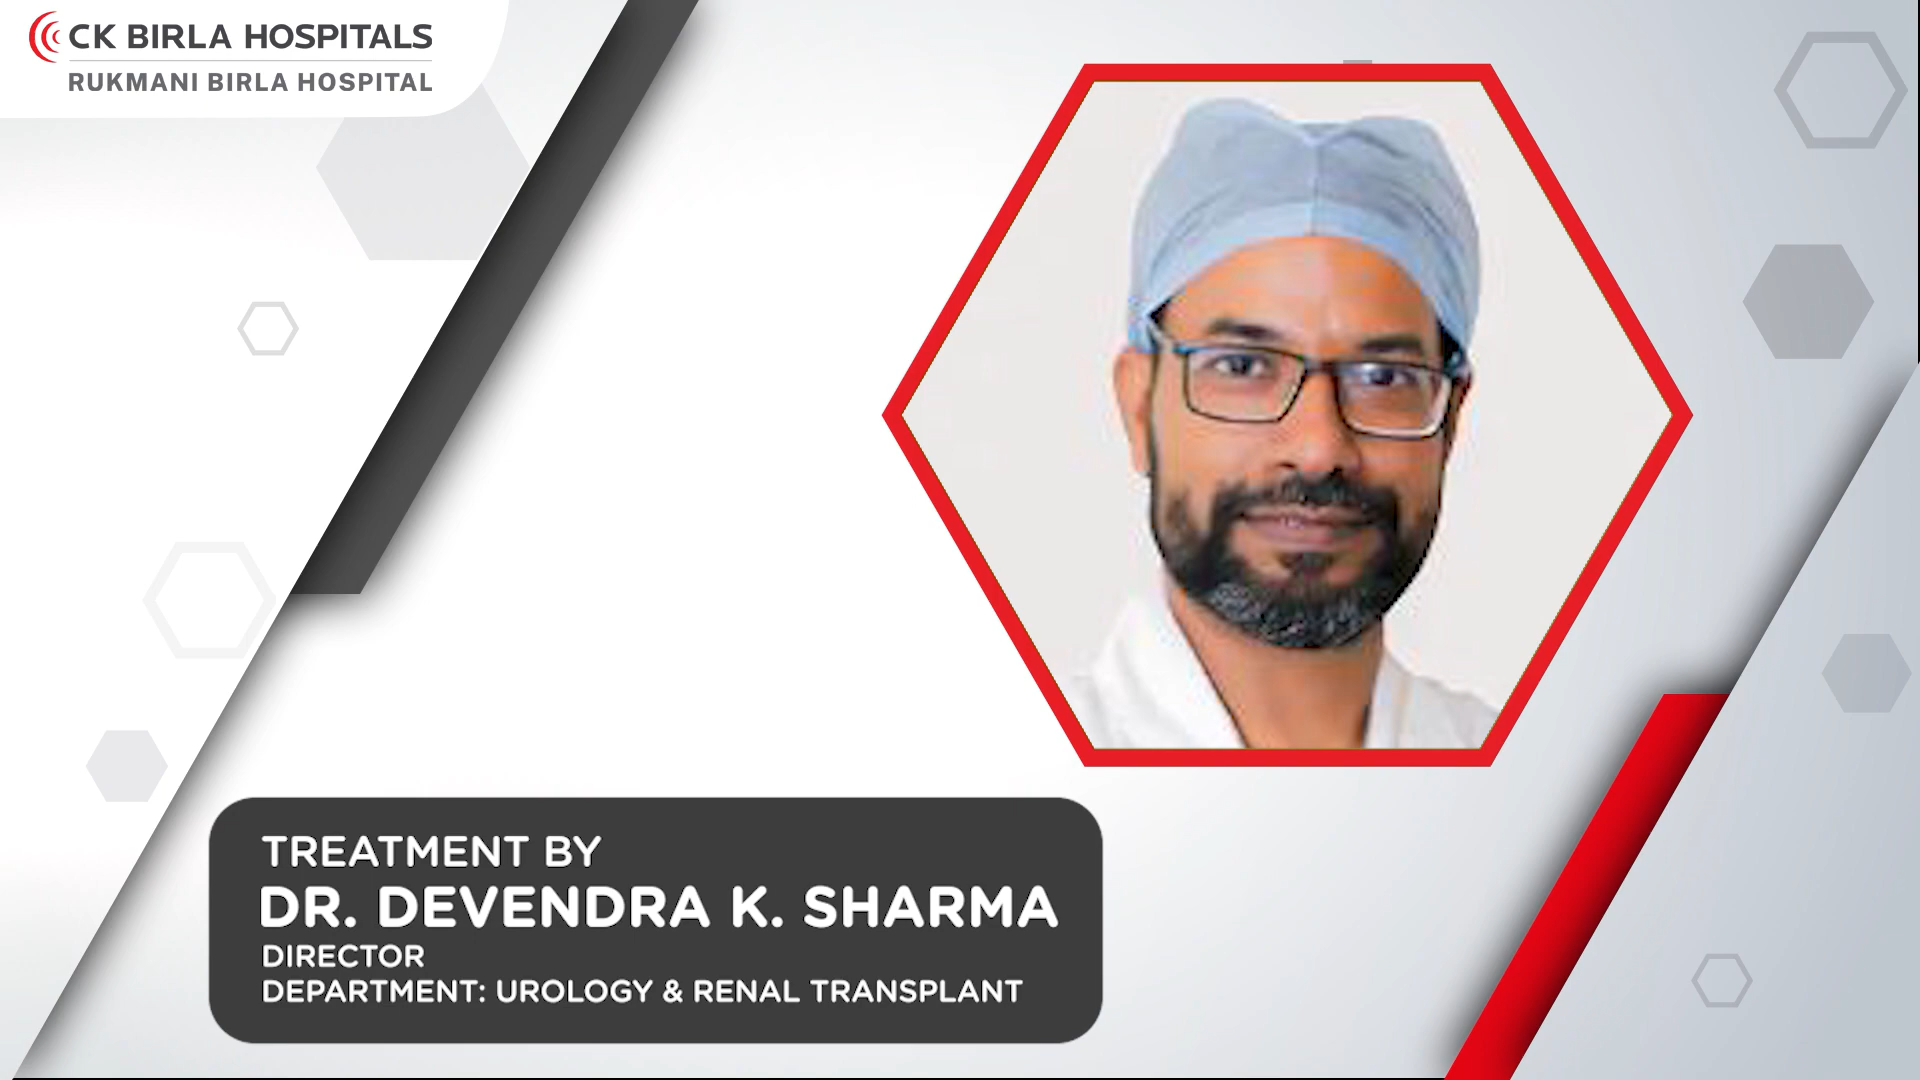 CK BIRLA HOSPITALS
RUKMANI BIRLA HOSPITAL
TREATMENT BY
DR. DEVENDRA K. SHARMA
DIRECTOR
DEPARTMENT: UROLOGY & RENAL TRANSPLANT